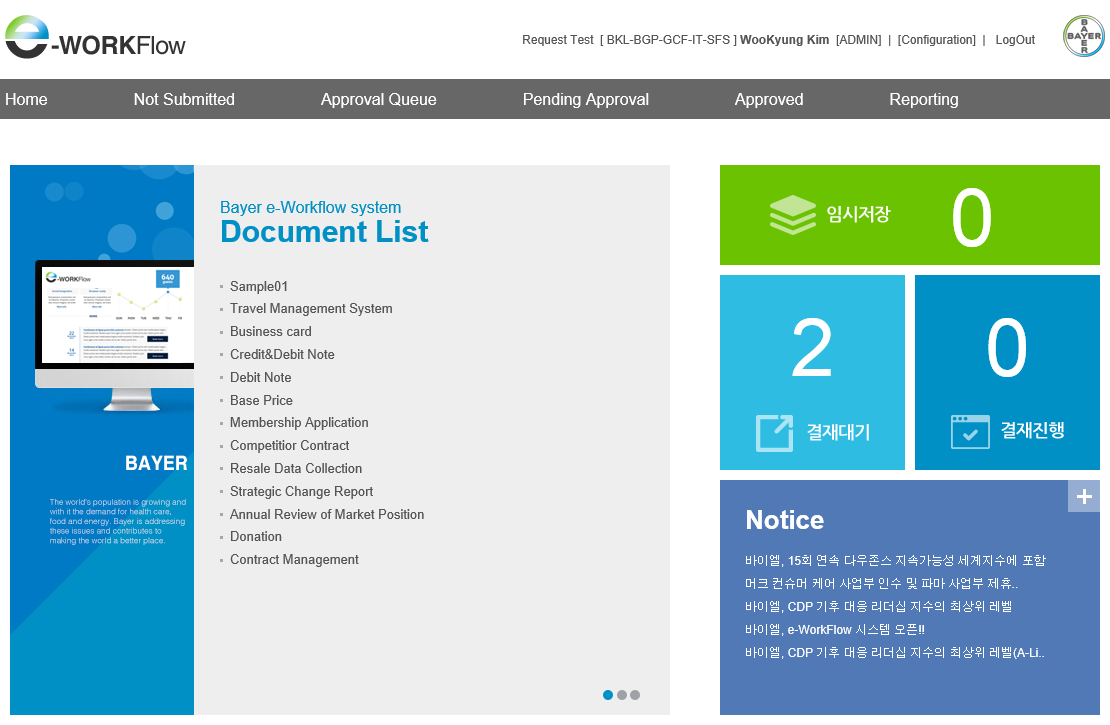 e-WORKFlow
Request Test [ BKL-BGP-GCF-IT-SFS ] WooKyung Kim [ADMIN] | [Configuration] | LogOut
BAYER
BAYER
Home
Not Submitted
Approval Queue
Pending Approval
Approved
Reporting
e-WORKFlow
640
SUN MON TUE WED THU FRI
22
14
BAYER
The world's population is growing and
with it the demand for health care,
food and energy. Bayer is addressing
these issues and contributes to
making the world a better place.
Bayer e-Workflow system
Document List
Sample01
Travel Management System
Business card
Credit&Debit Note
Debit Note
Base Price
Membership Application
Competitior Contract
Resale Data Collection
Strategic Change Report
Annual Review of Market Position
Donation
Contract Management
임시저장 0
2
결재대기
0
결재진행
Notice
+
바이엘, 15회 연속 다우존스 지속가능성 세계지수에 포함
머크 컨슈머 케어 사업부 인수 및 파마 사업부 제휴..
바이엘, CDP 기후 대응 리더십 지수의 최상위 레벨
바이엘, e-WorkFlow 시스템 오픈!!
바이엘, CDP 기후 대응 리더십 지수의 최상위 레벨(A-Li..